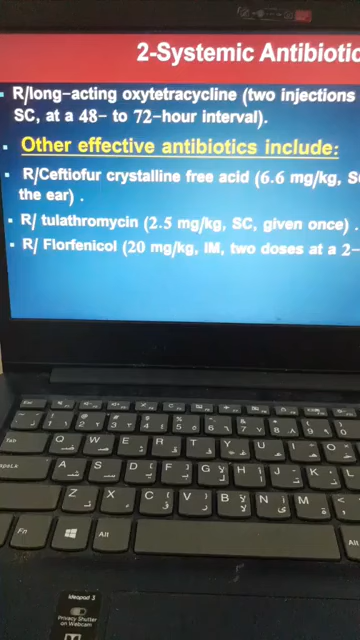 2-Systemic Antibiotic
R/long-acting oxytetracycline (two injections
SC, at a 48- to 72-hour interval).
Other effective antibiotics include:
R/Ceftiofur crystalline free acid (6.6 mg/kg,
the ear) .
R/ tulathromycin (2.5 mg/kg, SC, given once) .
R/ Florfenicol (20 mg/kg, IM, two doses at a 2-
Q W E R T Y U I O
Tab
A S D F G H J K L
Z X C V B N M
Fn Alt Alt
ideapad 3
Privacy Shutter
on Webcam